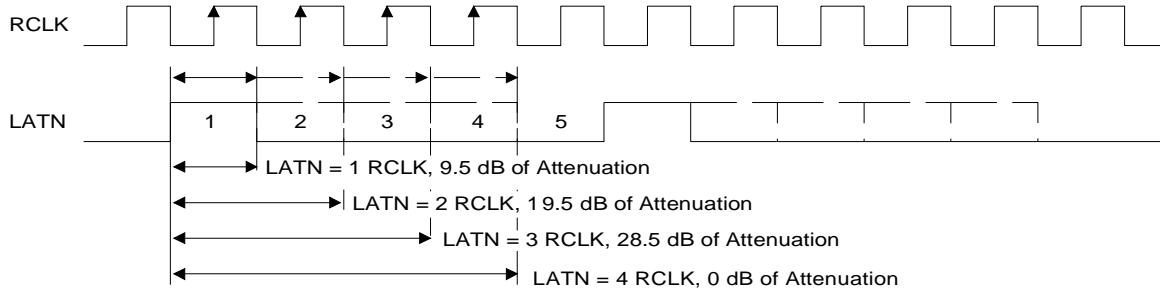 RCLK
LATN
1 2 3 4 5
LATN = 1 RCLK, 9.5 dB of Attenuation
LATN = 2 RCLK, 19.5 dB of Attenuation
LATN = 3 RCLK, 28.5 dB of Attenuation
LATN = 4 RCLK, 0 dB of Attenuation